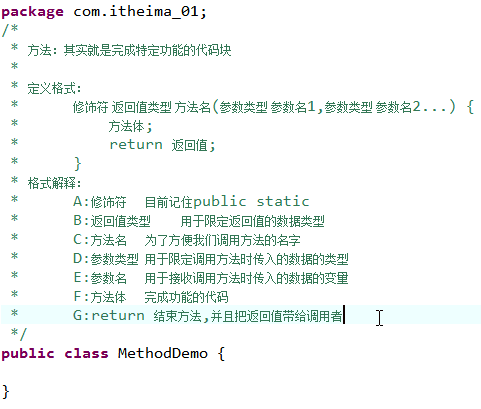 package com.itheima_01;
/*
 * 方法：其实就是完成特定功能的代码块
 *
 * 定义格式：
 *      修饰符 返回值类型 方法名(参数类型 参数名1,参数类型 参数名2...) {
 *          方法体;
 *          return 返回值;
 *      }
 * 格式解释：
 *      A:修饰符  目前记住public static
 *      B:返回值类型   用于限定返回值的数据类型
 *      C:方法名  为了方便我们调用方法的名字
 *      D:参数类型 用于限定调用方法时传入的数据的类型
 *      E:参数名  用于接收调用方法时传入的数据的变量
 *      F:方法体  完成功能的代码
 *      G:return 结束方法,并且把返回值带给调用者
 */
public class MethodDemo {
}